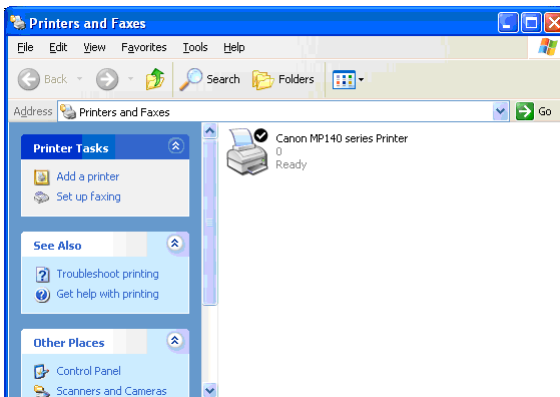 Printers and Faxes
File Edit View Favorites Tools Help
Back Search Folders
Address Printers and Faxes Go
Printer Tasks
Add a printer
Set up faxing
See Also
Troubleshoot printing
Get help with printing
Other Places
Control Panel
Scanners and Cameras
Canon MP140 series Printer
0
Ready